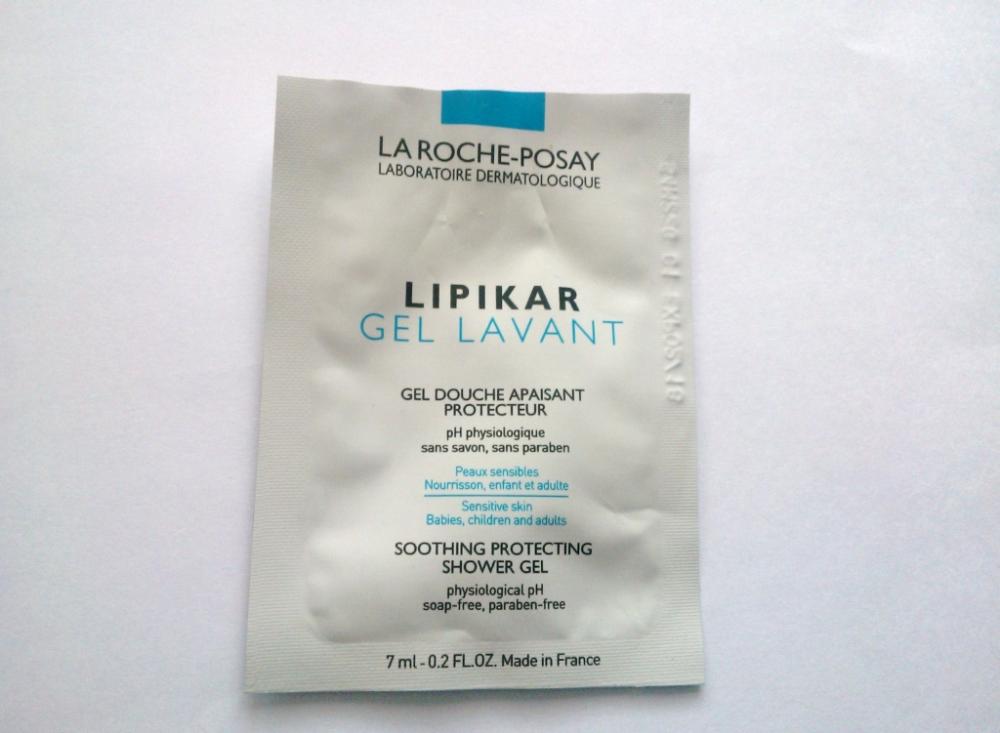 LA ROCHE-POSAY
LABORATOIRE DERMATOLOGIQUE
LIPIKAR
GEL LAVANT
GEL DOUCHE APAISANT
PROTECTEUR
pH physiologique
sans savon, sans paraben
Peaux sensibles
Nourrisson, enfant et adulte
Sensitive skin
Babies, children and adults
SOOTHING PROTECTING
SHOWER GEL
physiological pH
soap-free, paraben-free
7 ml - 0.2 FL.OZ. Made in France